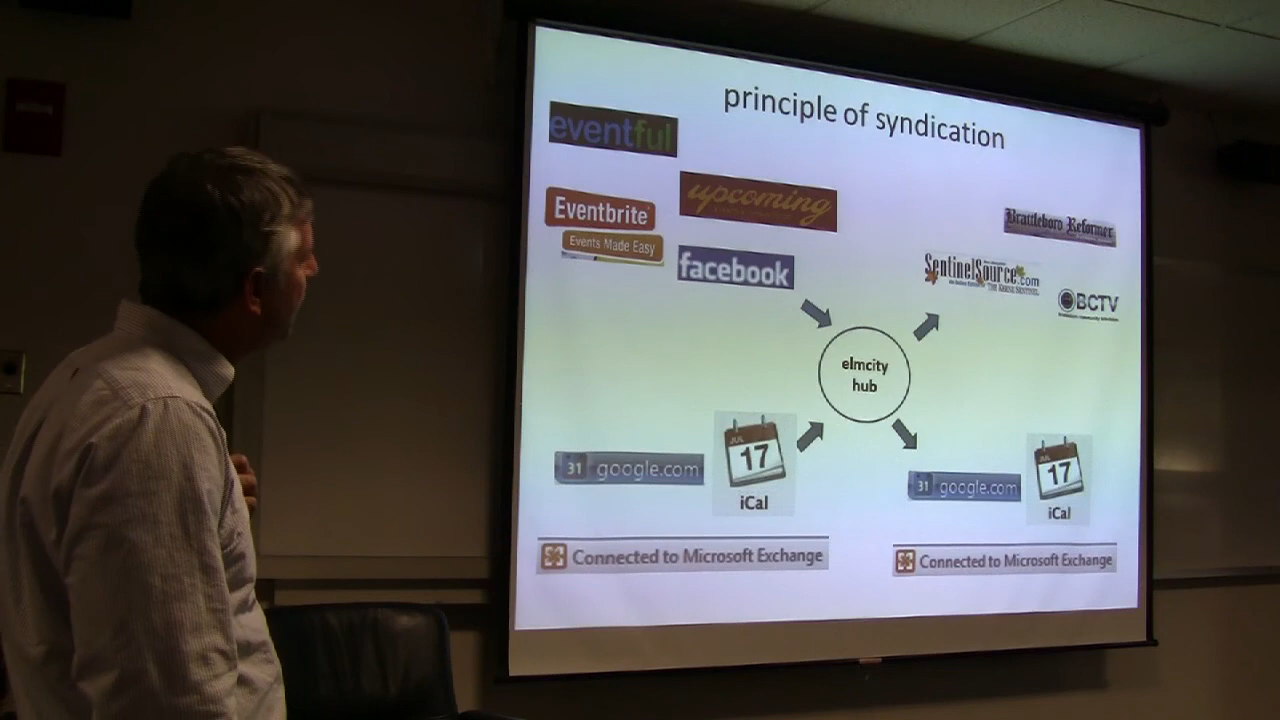 principle of syndication
eventful
upcoming
Eventbrite
Events Made Easy
facebook
Brattleboro Reformer
SentinelSource.com
THE KEENE SENTINEL
BCTV
elmcity
hub
31 google.com
JUL
17
iCal
31 google.com
JUL
17
iCal
Connected to Microsoft Exchange
Connected to Microsoft Exchange